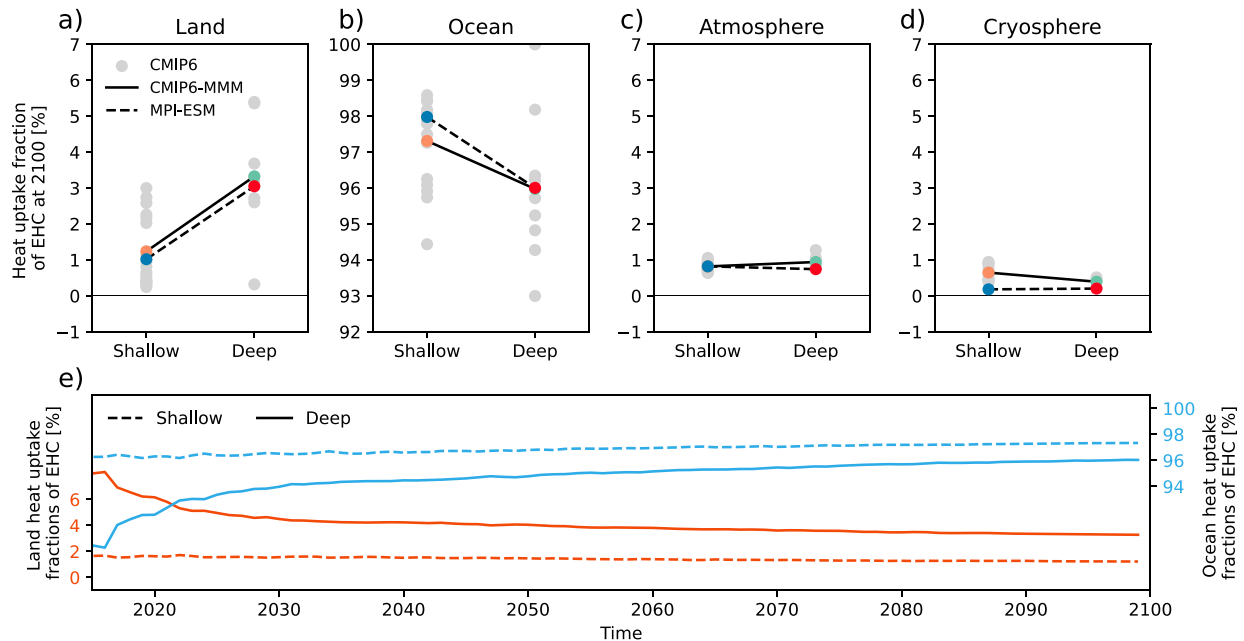 a) Land
b) Ocean
c) Atmosphere
d) Cryosphere
Heat uptake fraction
of EHC at 2100 [%]
7
6
5
4
3
2
1
0
−1
CMIP6
CMIP6-MMM
MPI-ESM
Shallow Deep
100
99
98
97
96
95
94
93
92
Shallow Deep
7
6
5
4
3
2
1
0
−1
Shallow Deep
7
6
5
4
3
2
1
0
−1
Shallow Deep
e)
Land heat uptake
fractions of EHC [%]
6
4
2
0
Shallow Deep
100
98
96
94
Ocean heat uptake
fractions of EHC [%]
2020 2030 2040 2050 2060 2070 2080 2090 2100
Time